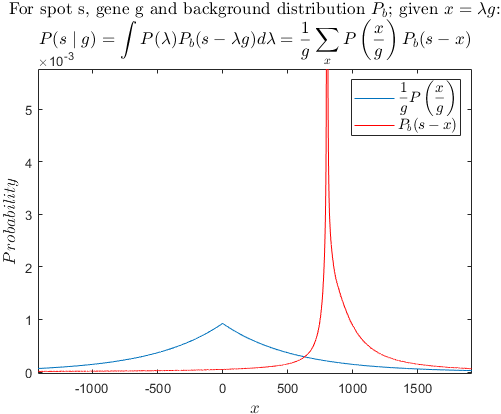 For spot s, gene g and background distribution P_b; given x = λg:
P(s | g) = ∫ P(λ)P_b(s − λg)dλ = 1/g ∑_x P(x/g) P_b(s − x)
×10⁻³
5
4
3
2
1
0
Probability
1/g P(x/g)
P_b(s − x)
-1000 -500 0 500 1000 1500
x